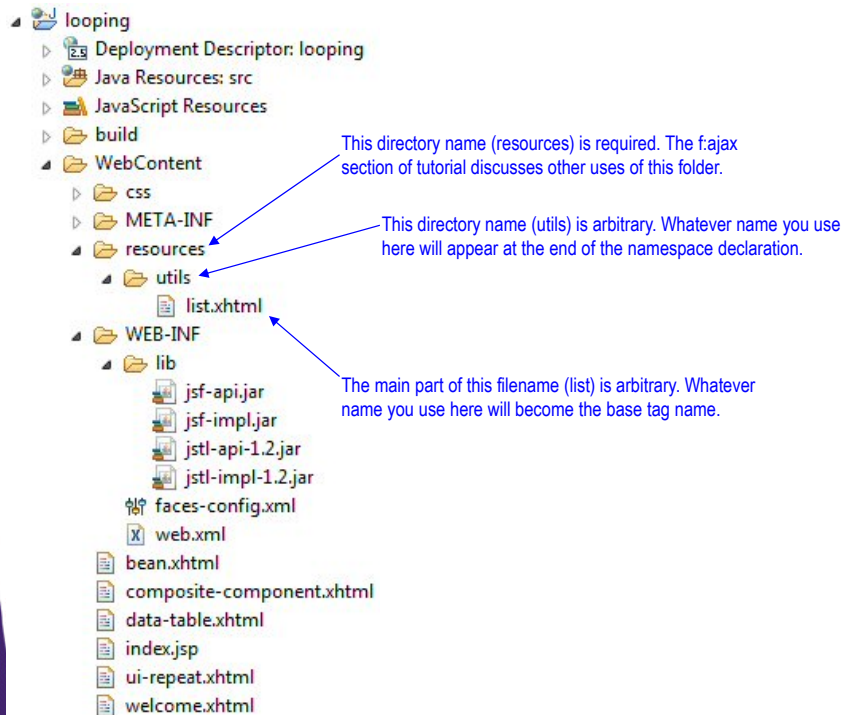 looping
2.5 Deployment Descriptor: looping
Java Resources: src
JavaScript Resources
build
WebContent
css
META-INF
resources
utils
list.xhtml
WEB-INF
lib
jsf-api.jar
jsf-impl.jar
jstl-api-1.2.jar
jstl-impl-1.2.jar
faces-config.xml
X web.xml
bean.xhtml
composite-component.xhtml
data-table.xhtml
index.jsp
ui-repeat.xhtml
welcome.xhtml
This directory name (resources) is required. The f:ajax
section of tutorial discusses other uses of this folder.
This directory name (utils) is arbitrary. Whatever name you use
here will appear at the end of the namespace declaration.
The main part of this filename (list) is arbitrary. Whatever
name you use here will become the base tag name.